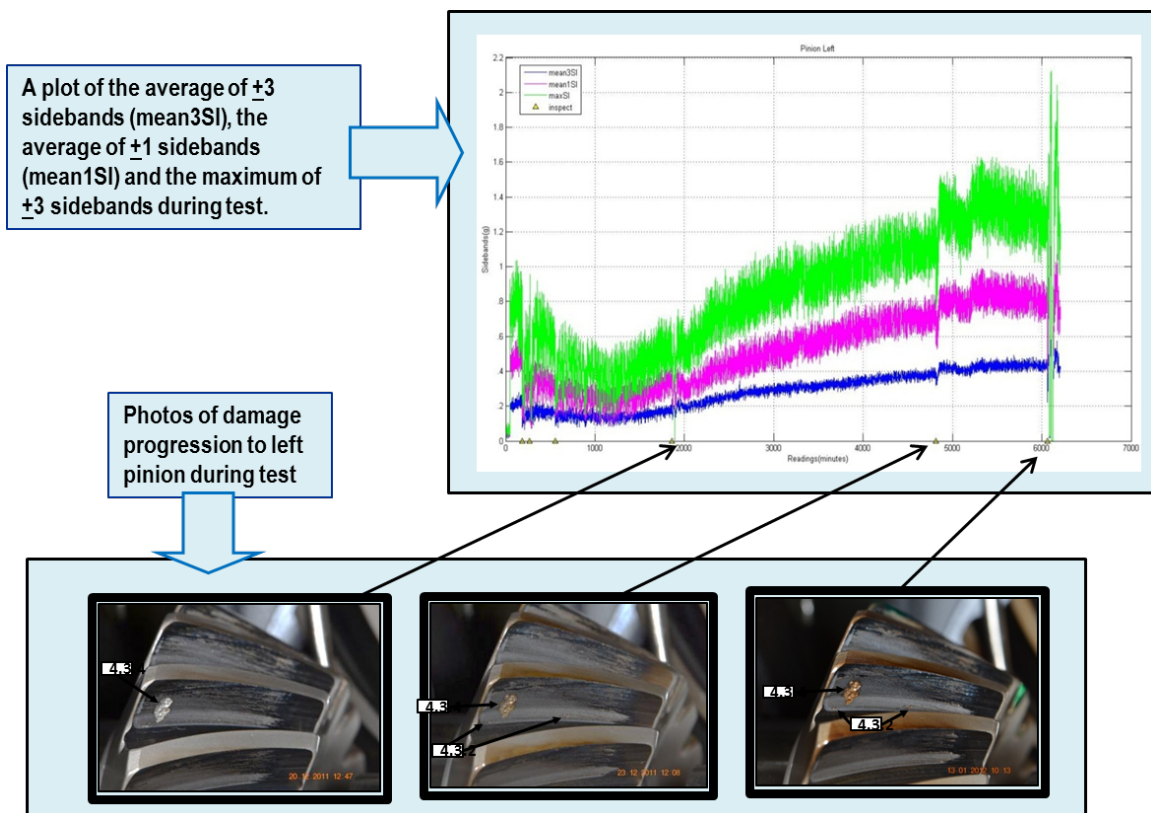 A plot of the average of +3
sidebands (mean3SI), the
average of +1 sidebands
(mean1SI) and the maximum of
+3 sidebands during test.
Pinion Left
mean3SI
mean1SI
maxSI
inspect
Sidebands(g)
2.2
2
1.8
1.6
1.4
1.2
1
.8
.6
.4
.2
0
0
1000
2000
3000
4000
5000
6000
7000
Readings(minutes)
Photos of damage
progression to left
pinion during test
4.3
20 12 2011 12 47
4.3
4.3 2
23 12 2011 12 08
4.3
4.3 2
13 01 2012 10 13